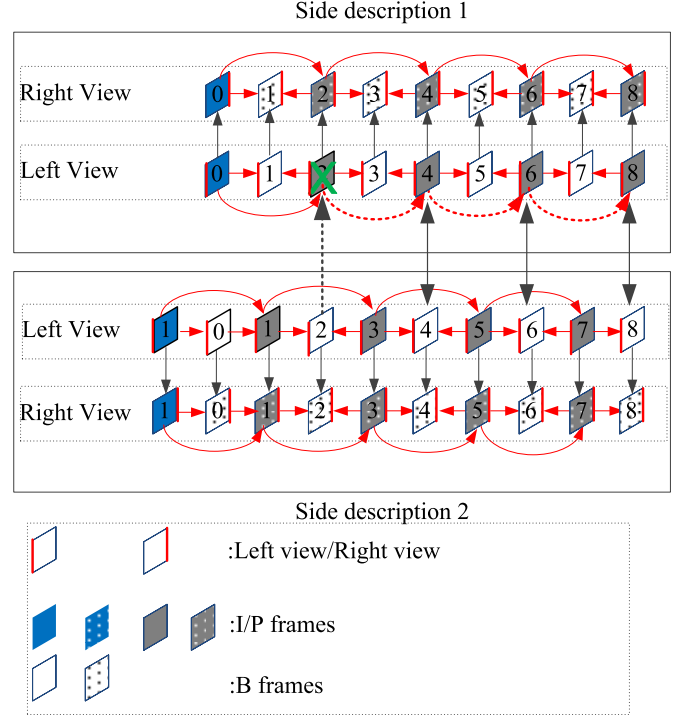 Side description 1
Right View 0 1 2 3 4 5 6 7 8
Left View 0 1 2 3 4 5 6 7 8
Left View 1 0 1 2 3 4 5 6 7 8
Right View 1 0 1 2 3 4 5 6 7 8
Side description 2
:Left view/Right view
:I/P frames
:B frames